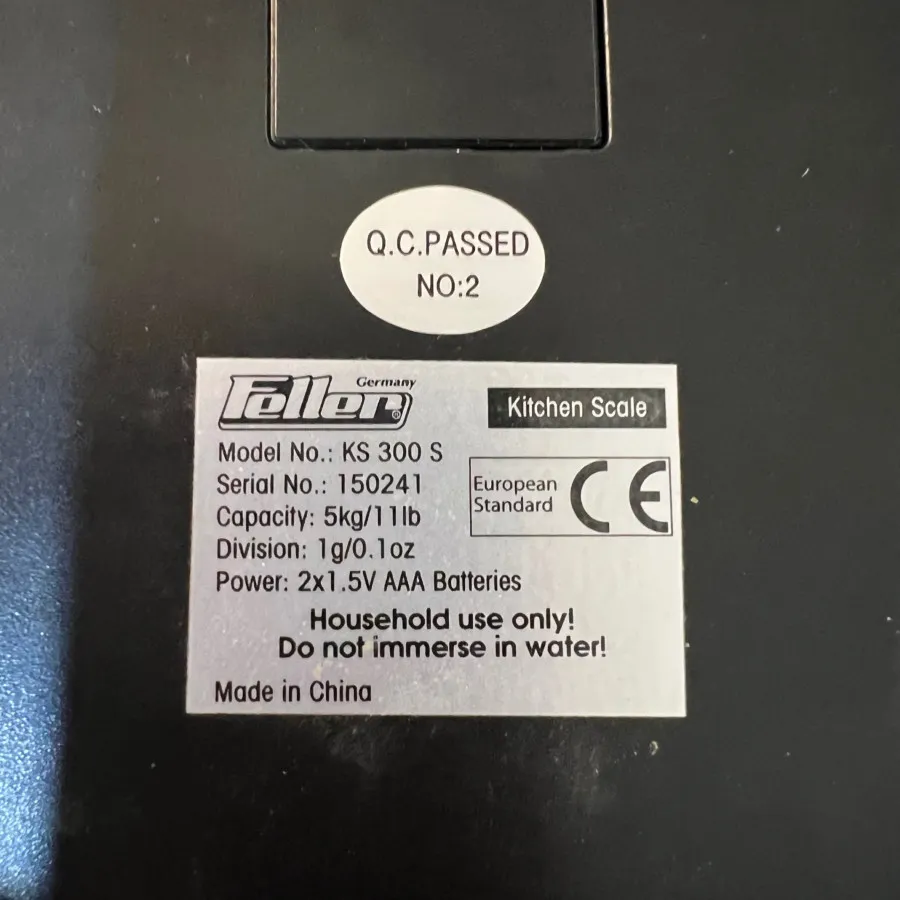 Q.C.PASSED
NO:2
Feller® Germany
Kitchen Scale
Model No.: KS 300 S
Serial No.: 150241
Capacity: 5kg/11lb
Division: 1g/0.1oz
Power: 2x1.5V AAA Batteries
European
Standard
CE
Household use only!
Do not immerse in water!
Made in China